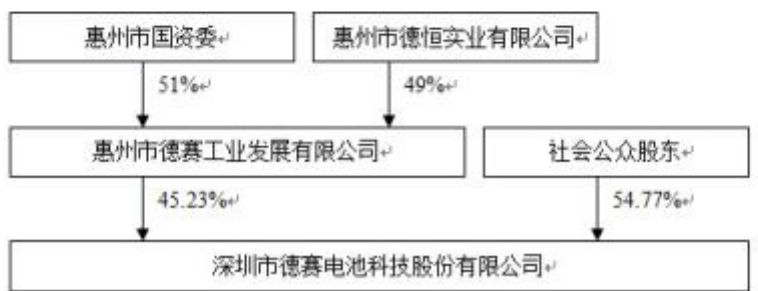 惠州市国资委
惠州市德恒实业有限公司
51%
49%
惠州市德赛工业发展有限公司
社会公众股东
45.23%
54.77%
深圳市德赛电池科技股份有限公司